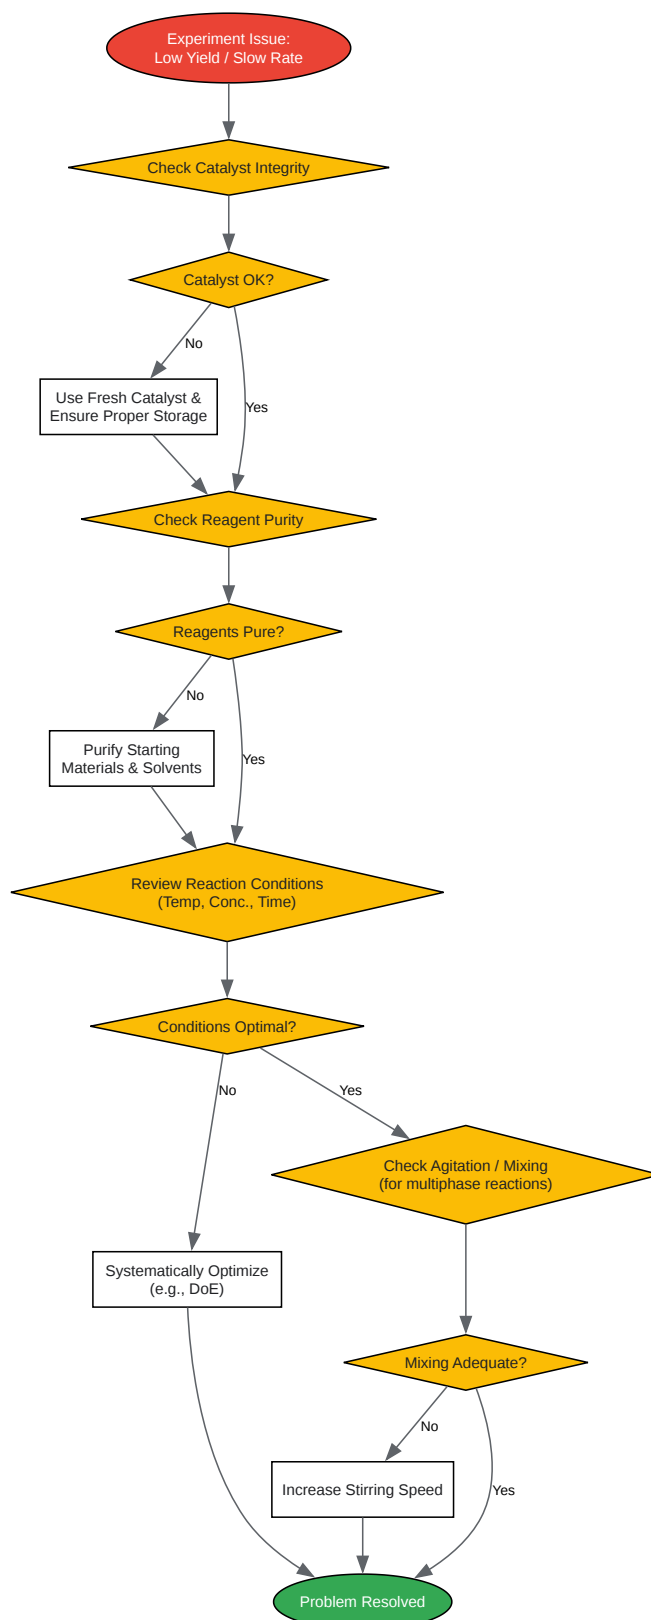 Experiment Issue:
Low Yield / Slow Rate
Check Catalyst Integrity
Catalyst OK?
No
Use Fresh Catalyst &
Ensure Proper Storage
Yes
Check Reagent Purity
Reagents Pure?
No
Purify Starting
Materials & Solvents
Yes
Review Reaction Conditions
(Temp, Conc., Time)
Conditions Optimal?
No
Yes
Check Agitation / Mixing
(for multiphase reactions)
Systematically Optimize
(e.g., DoE)
Mixing Adequate?
No
Increase Stirring Speed
Yes
Problem Resolved